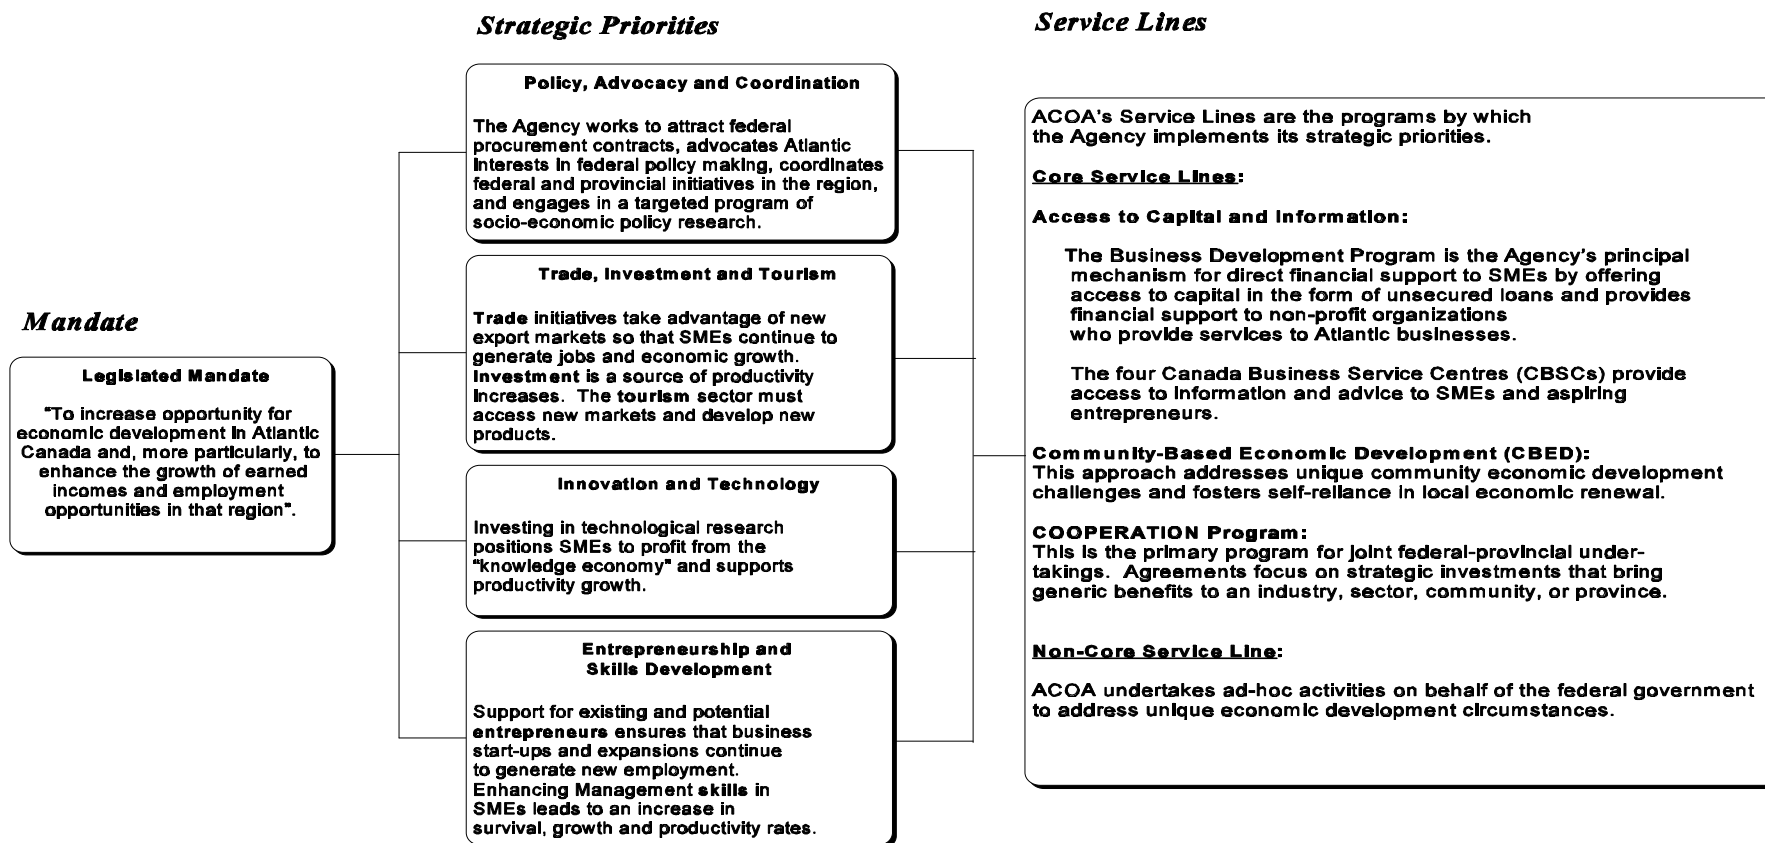 Mandate
Legislated Mandate
"To increase opportunity for
economic development in Atlantic
Canada and, more particularly, to
enhance the growth of earned
incomes and employment
opportunities in that region".
Strategic Priorities
Policy, Advocacy and Coordination
The Agency works to attract federal
procurement contracts, advocates Atlantic
interests in federal policy making, coordinates
federal and provincial initiatives in the region,
and engages in a targeted program of
socio-economic policy research.
Trade, Investment and Tourism
Trade initiatives take advantage of new
export markets so that SMEs continue to
generate jobs and economic growth.
Investment is a source of productivity
increases. The tourism sector must
access new markets and develop new
products.
Innovation and Technology
Investing in technological research
positions SMEs to profit from the
"knowledge economy" and supports
productivity growth.
Entrepreneurship and
Skills Development
Support for existing and potential
entrepreneurs ensures that business
start-ups and expansions continue
to generate new employment.
Enhancing Management skills in
SMEs leads to an increase in
survival, growth and productivity rates.
Service Lines
ACOA's Service Lines are the programs by which
the Agency implements its strategic priorities.
Core Service Lines:
Access to Capital and Information:
The Business Development Program is the Agency's principal
mechanism for direct financial support to SMEs by offering
access to capital in the form of unsecured loans and provides
financial support to non-profit organizations
who provide services to Atlantic businesses.
The four Canada Business Service Centres (CBSCs) provide
access to information and advice to SMEs and aspiring
entrepreneurs.
Community-Based Economic Development (CBED):
This approach addresses unique community economic development
challenges and fosters self-reliance in local economic renewal.
COOPERATION Program:
This is the primary program for joint federal-provincial under-
takings. Agreements focus on strategic investments that bring
generic benefits to an industry, sector, community, or province.
Non-Core Service Line:
ACOA undertakes ad-hoc activities on behalf of the federal government
to address unique economic development circumstances.